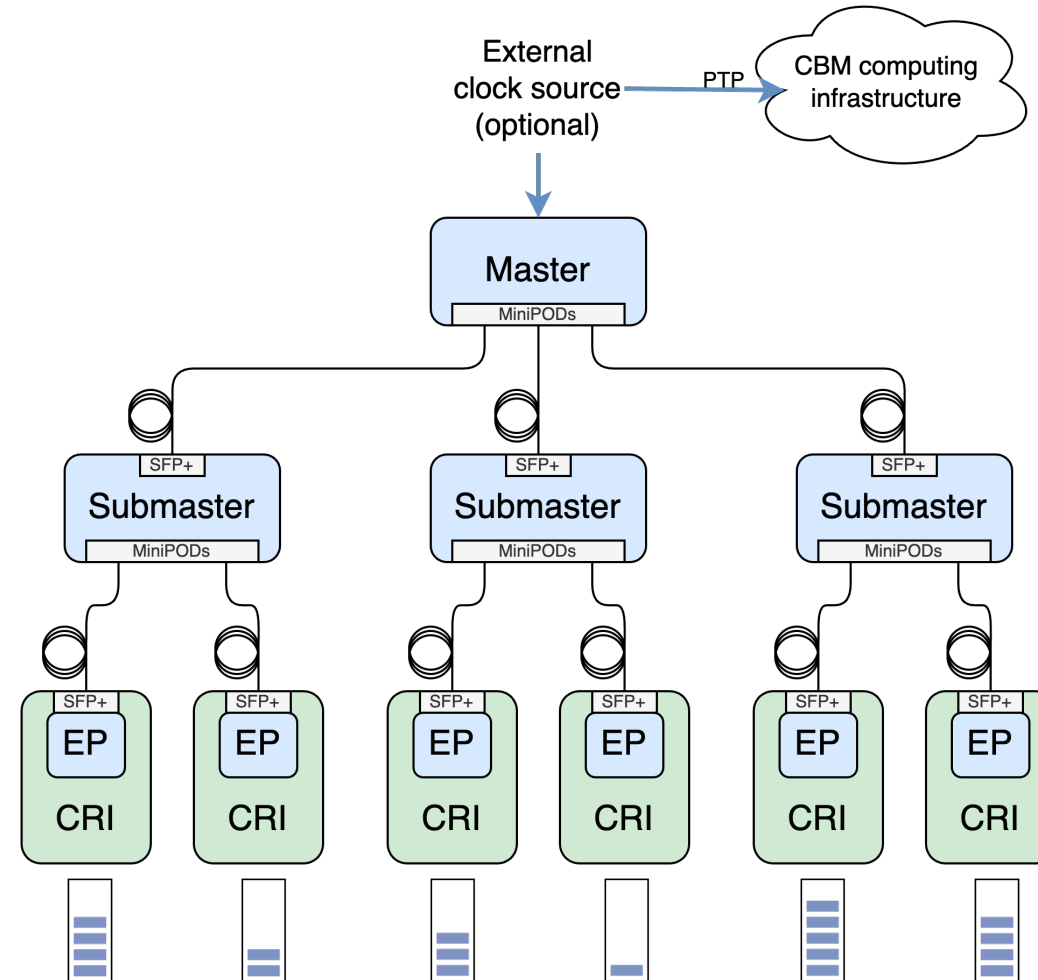 External
clock source
(optional)
PTP
CBM computing
infrastructure
Master
MiniPODs
SFP+
SFP+
SFP+
Submaster
Submaster
Submaster
MiniPODs
MiniPODs
MiniPODs
SFP+
SFP+
SFP+
SFP+
SFP+
SFP+
EP
EP
EP
EP
EP
EP
CRI
CRI
CRI
CRI
CRI
CRI